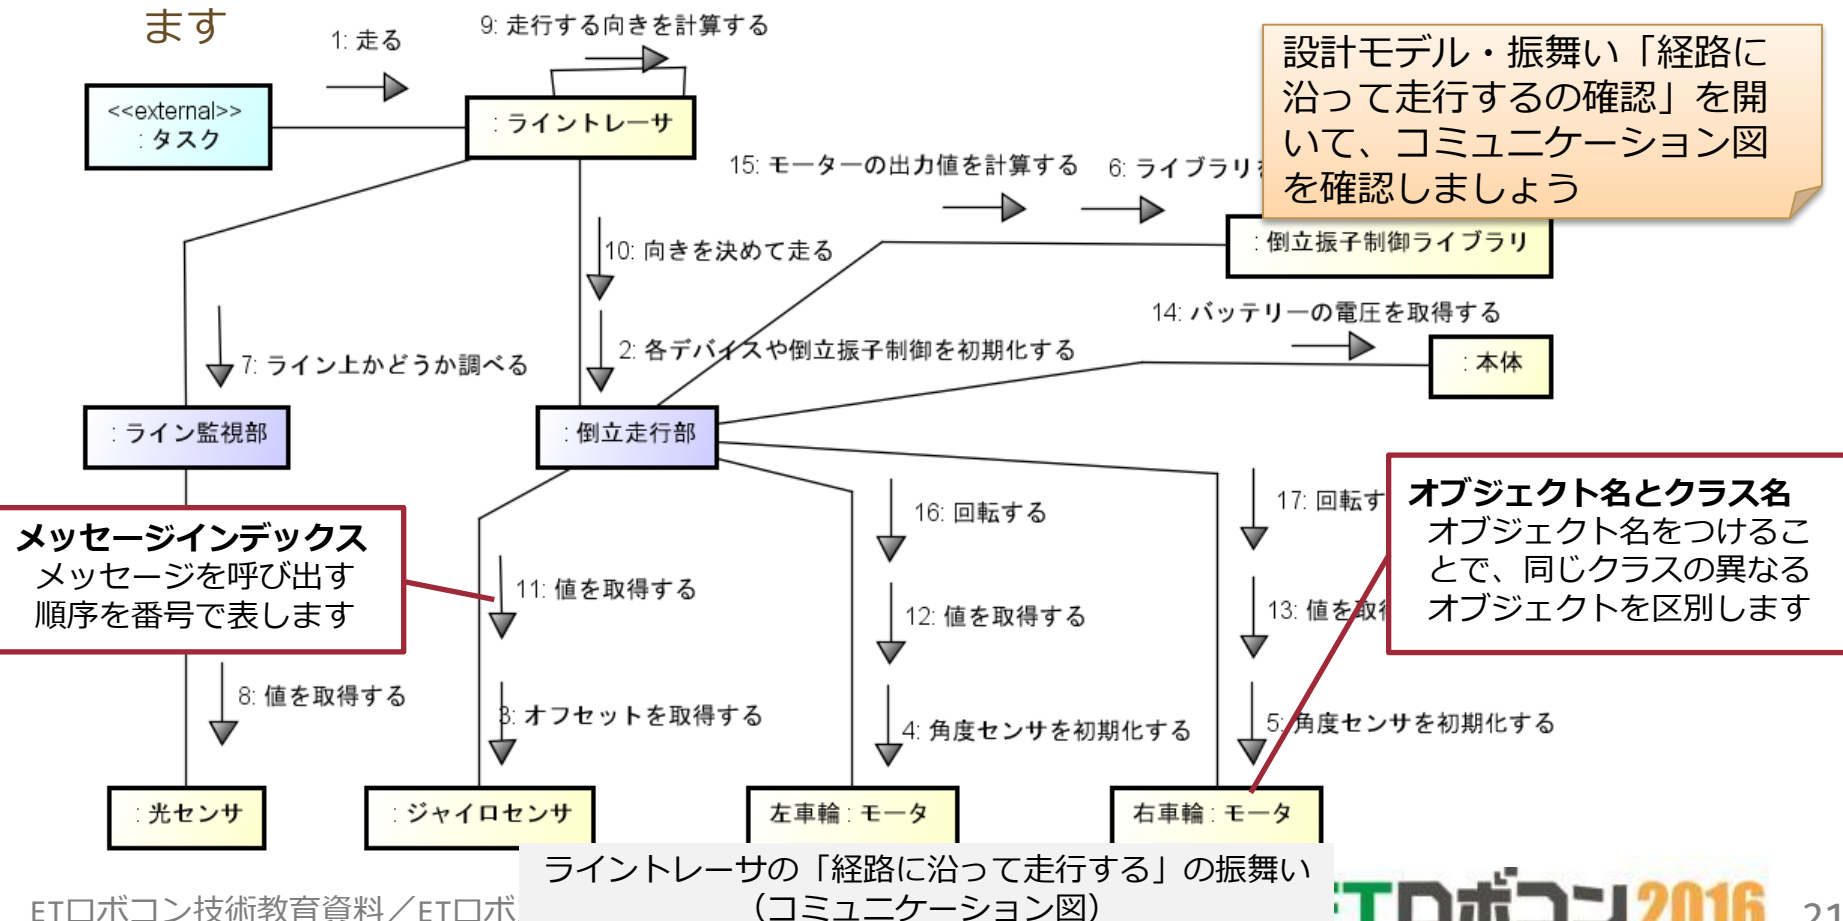 ます
1: 走る
9: 走行する向きを計算する
設計モデル・振舞い「経路に
沿って走行するの確認」を開
いて、コミュニケーション図
を確認しましょう
<<external>>
: タスク
: ライントレーサ
15: モーターの出力値を計算する
6: ライブラリ
: 倒立振子制御ライブラリ
10: 向きを決めて走る
14: バッテリーの電圧を取得する
7: ライン上かどうか調べる
2: 各デバイスや倒立振子制御を初期化する
: 本体
: ライン監視部
: 倒立走行部
メッセージインデックス
メッセージを呼び出す
順序を番号で表します
オブジェクト名とクラス名
オブジェクト名をつけるこ
とで、同じクラスの異なる
オブジェクトを区別します
16: 回転する
17: 回転す
11: 値を取得する
12: 値を取得する
13: 値を取
8: 値を取得する
3: オフセットを取得する
4: 角度センサを初期化する
5: 角度センサを初期化する
: 光センサ
: ジャイロセンサ
左車輪 : モータ
右車輪 : モータ
ライントレーサの「経路に沿って走行する」の振舞い
（コミュニケーション図）
ETロボコン技術教育資料／ETロボ
ETロボコン2016
21